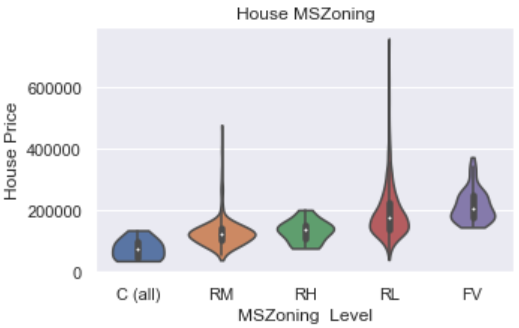 House MSZoning
House Price
600000
400000
200000
0
C (all) RM RH RL FV
MSZoning Level